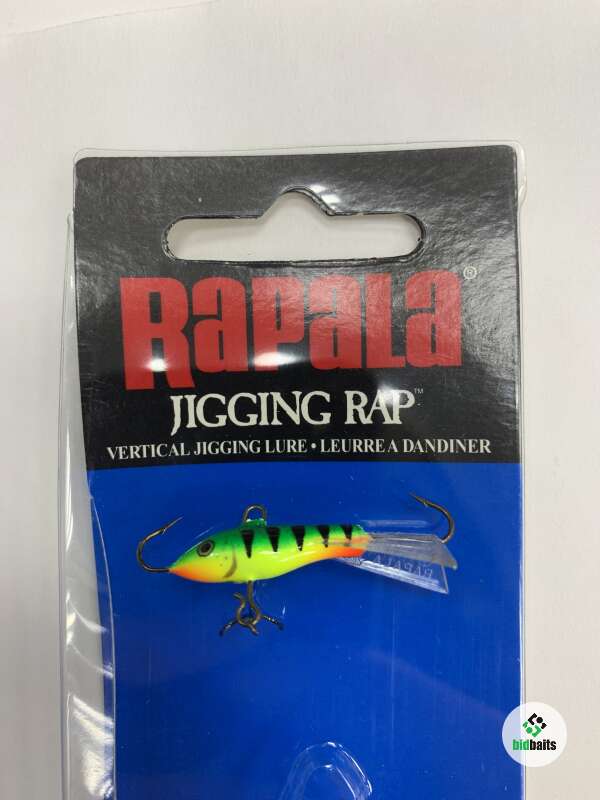 Rapala®
JIGGING RAP™
VERTICAL JIGGING LURE • LEURRE A DANDINER
bidbaits